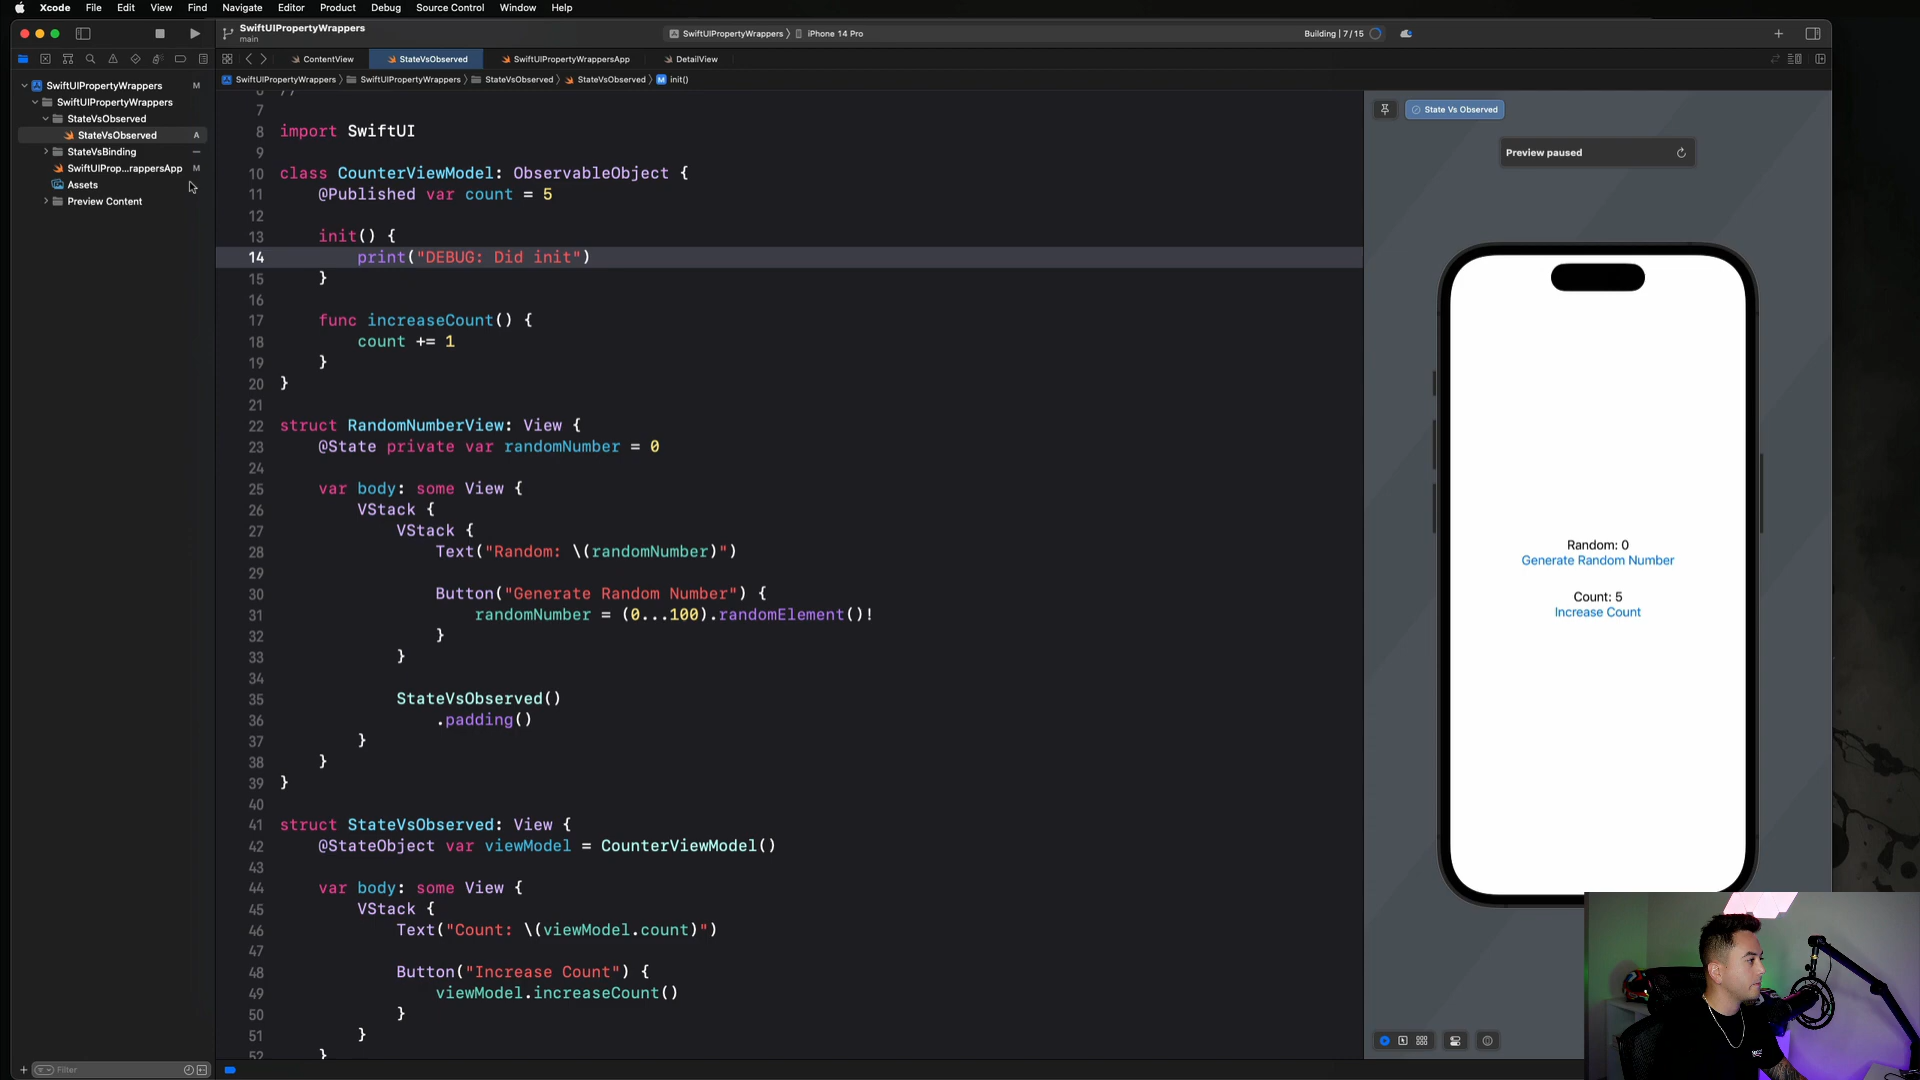 Xcode File Edit View Find Navigate Editor Product Debug Source Control Window Help
SwiftUIPropertyWrappers
main
SwiftUIPropertyWrappers
iPhone 14 Pro
Building | 7/15
ContentView
StateVsObserved
SwiftUIPropertyWrappersApp
DetailView
SwiftUIPropertyWrappers
SwiftUIPropertyWrappers
StateVsObserved
StateVsObserved
M init()
SwiftUIPropertyWrappers M
SwiftUIPropertyWrappers
StateVsObserved
StateVsObserved A
StateVsBinding
SwiftUIProp...rappersApp M
Assets
Preview Content
Filter
6 //
7
8 import SwiftUI
9
10 class CounterViewModel: ObservableObject {
11 @Published var count = 5
12
13 init() {
14 print("DEBUG: Did init")
15 }
16
17 func increaseCount() {
18 count += 1
19 }
20 }
21
22 struct RandomNumberView: View {
23 @State private var randomNumber = 0
24
25 var body: some View {
26 VStack {
27 VStack {
28 Text("Random: \(randomNumber)")
29
30 Button("Generate Random Number") {
31 randomNumber = (0...100).randomElement()!
32 }
33 }
34
35 StateVsObserved()
36 .padding()
37 }
38 }
39 }
40
41 struct StateVsObserved: View {
42 @StateObject var viewModel = CounterViewModel()
43
44 var body: some View {
45 VStack {
46 Text("Count: \(viewModel.count)")
47
48 Button("Increase Count") {
49 viewModel.increaseCount()
50 }
51 }
52 }
State Vs Observed
Preview paused
Random: 0
Generate Random Number
Count: 5
Increase Count